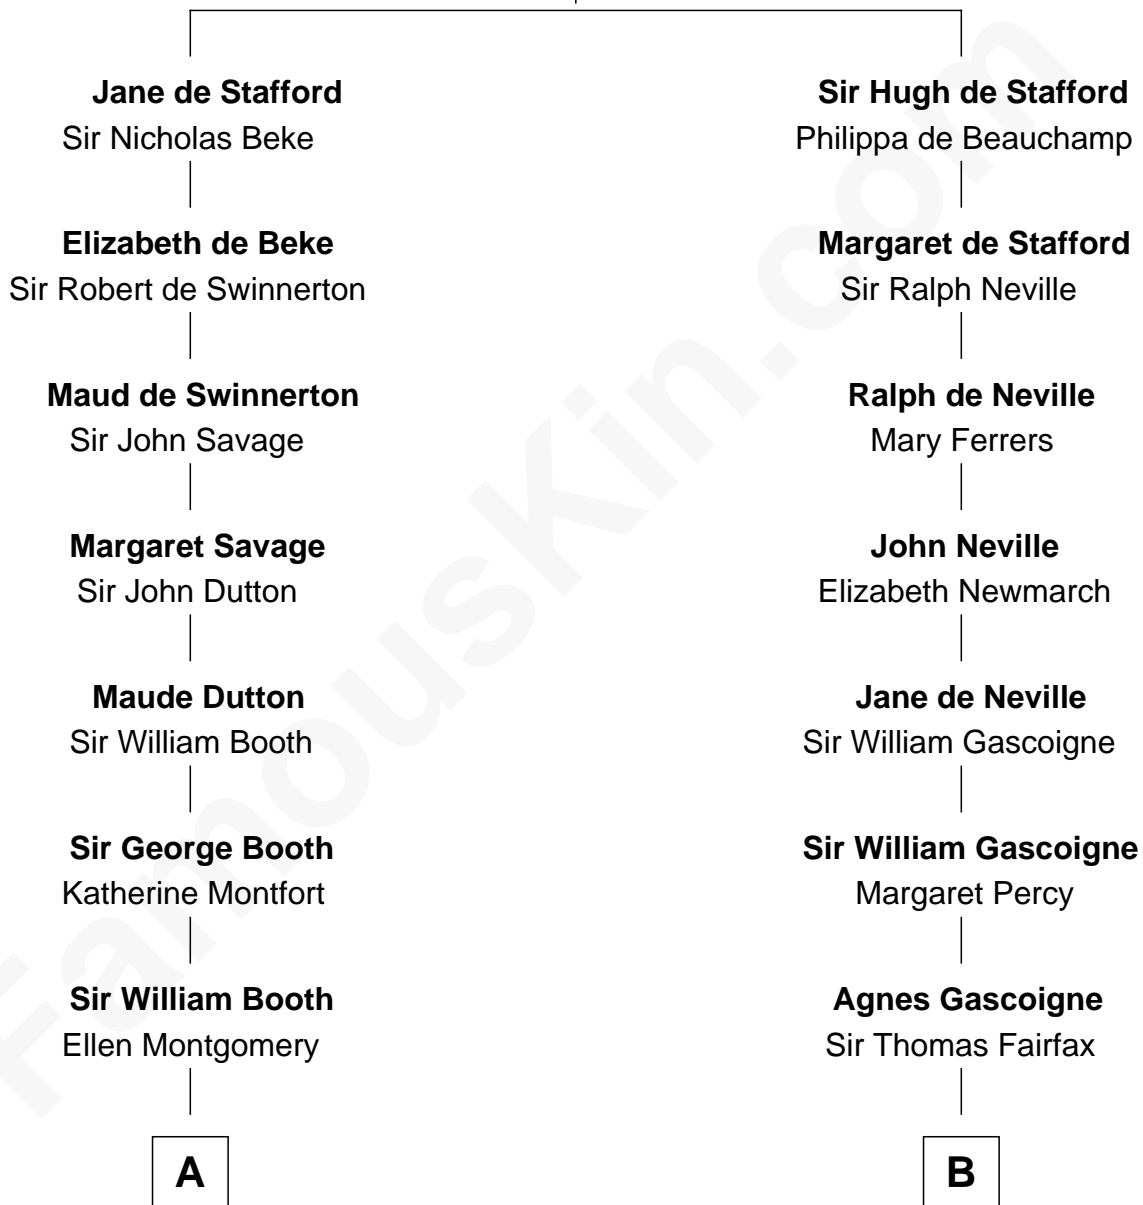 Jane de Stafford
Sir Nicholas Beke
Elizabeth de Beke
Sir Robert de Swinnerton
Maud de Swinnerton
Sir John Savage
Margaret Savage
Sir John Dutton
Maude Dutton
Sir William Booth
Sir George Booth
Katherine Montfort
Sir William Booth
Ellen Montgomery
A
Sir Hugh de Stafford
Philippa de Beauchamp
Margaret de Stafford
Sir Ralph Neville
Ralph de Neville
Mary Ferrers
John Neville
Elizabeth Newmarch
Jane de Neville
Sir William Gascoigne
Sir William Gascoigne
Margaret Percy
Agnes Gascoigne
Sir Thomas Fairfax
B
FamousKin.com